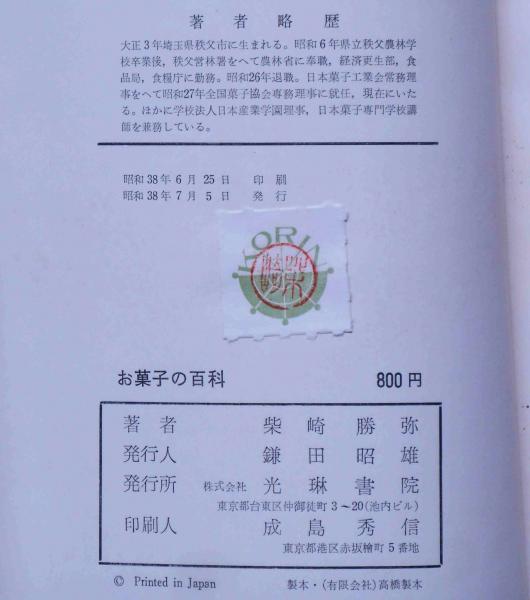 著者略歴
大正3年埼玉県秩父市に生まれる。昭和6年県立秩父農林学
校卒業後，秩父営林署をへて農林省に奉職，経済更生部，食
品局，食糧庁に勤務。昭和26年退職。日本菓子工業会常務理
事をへて昭和27年全国菓子協会専務理事に就任，現在にいた
る。ほかに学校法人日本産業学園理事，日本菓子専門学校講
師を兼務している。
昭和38年6月25日 印刷
昭和38年7月5日 発行
お菓子の百科 800円
著者 柴崎勝弥
発行人 鎌田昭雄
発行所 株式会社 光琳書院
東京都台東区仲御徒町3〜20(池内ビル)
印刷人 成島秀信
東京都港区赤坂檜町5番地
© Printed in Japan 製本・(有限会社)高橋製本